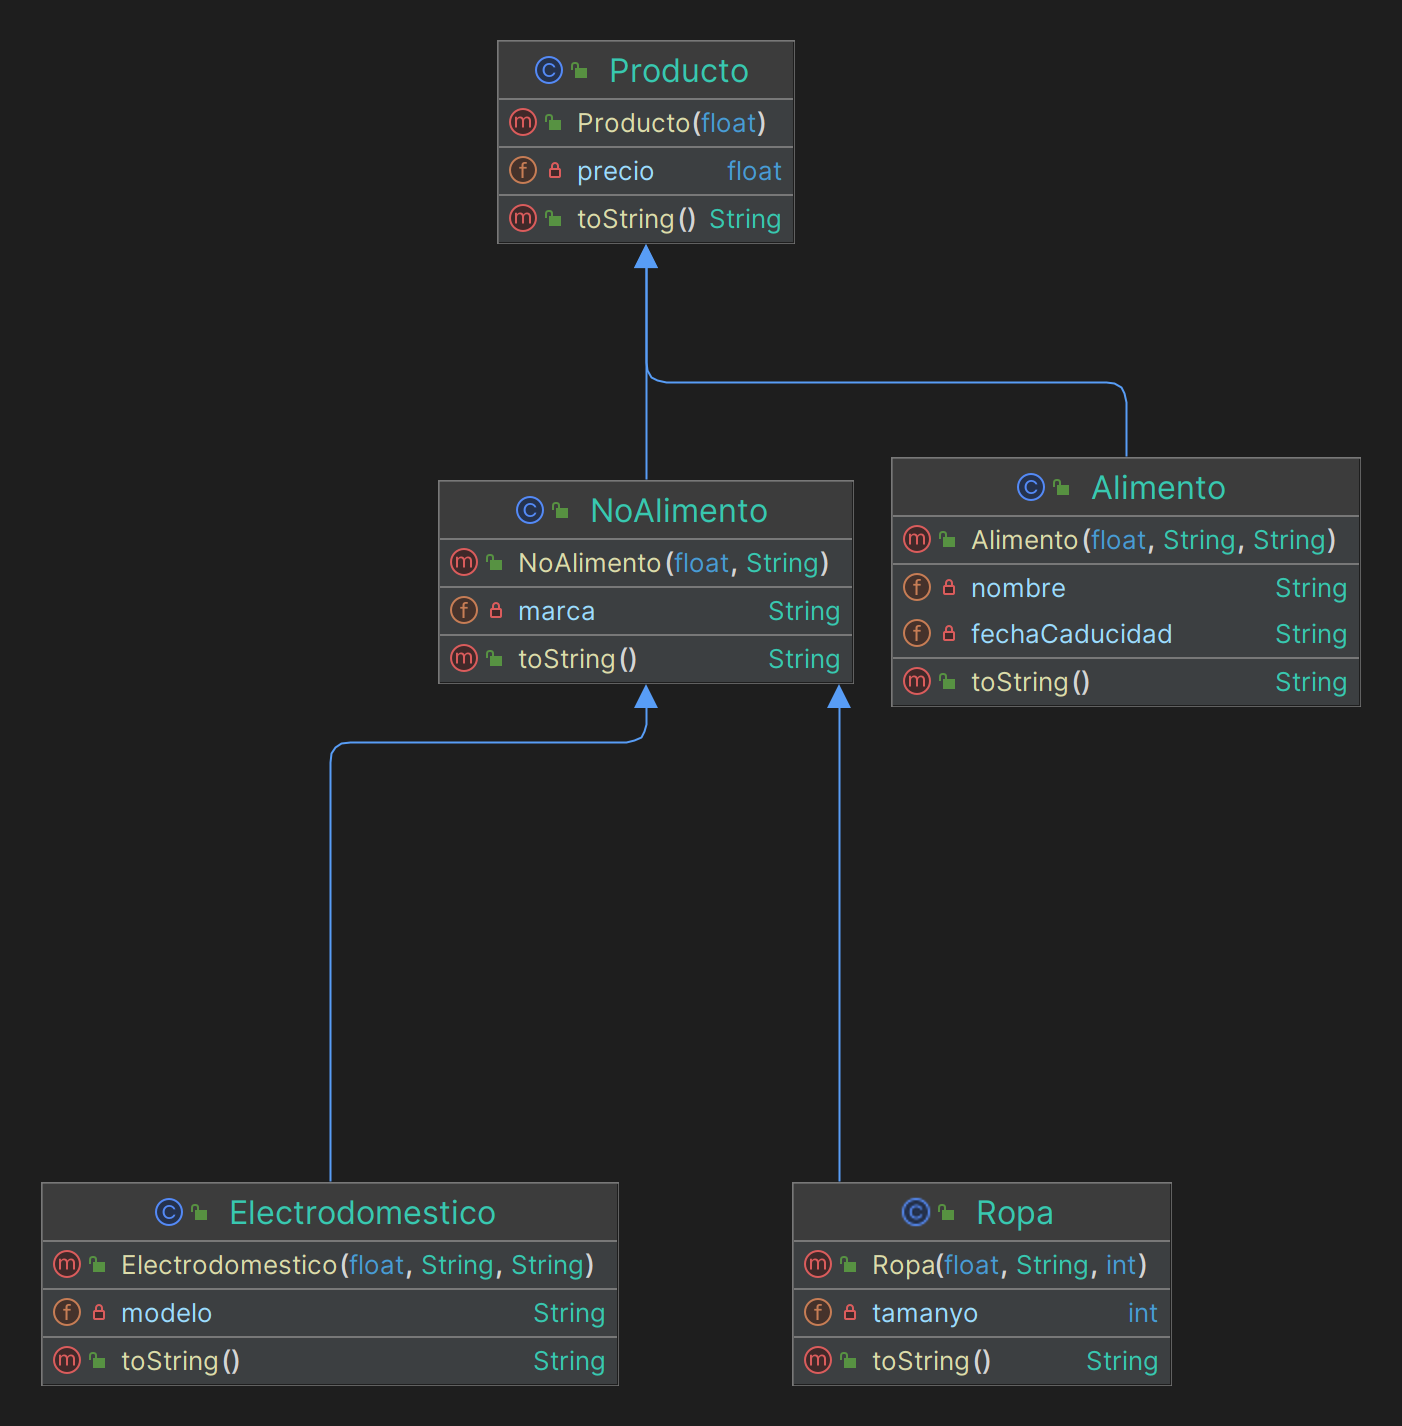 Producto
Producto(float)
precio float
toString() String
NoAlimento
NoAlimento(float, String)
marca String
toString() String
Alimento
Alimento(float, String, String)
nombre String
fechaCaducidad String
toString() String
Electrodomestico
Electrodomestico(float, String, String)
modelo String
toString() String
Ropa
Ropa(float, String, int)
tamanyo int
toString() String